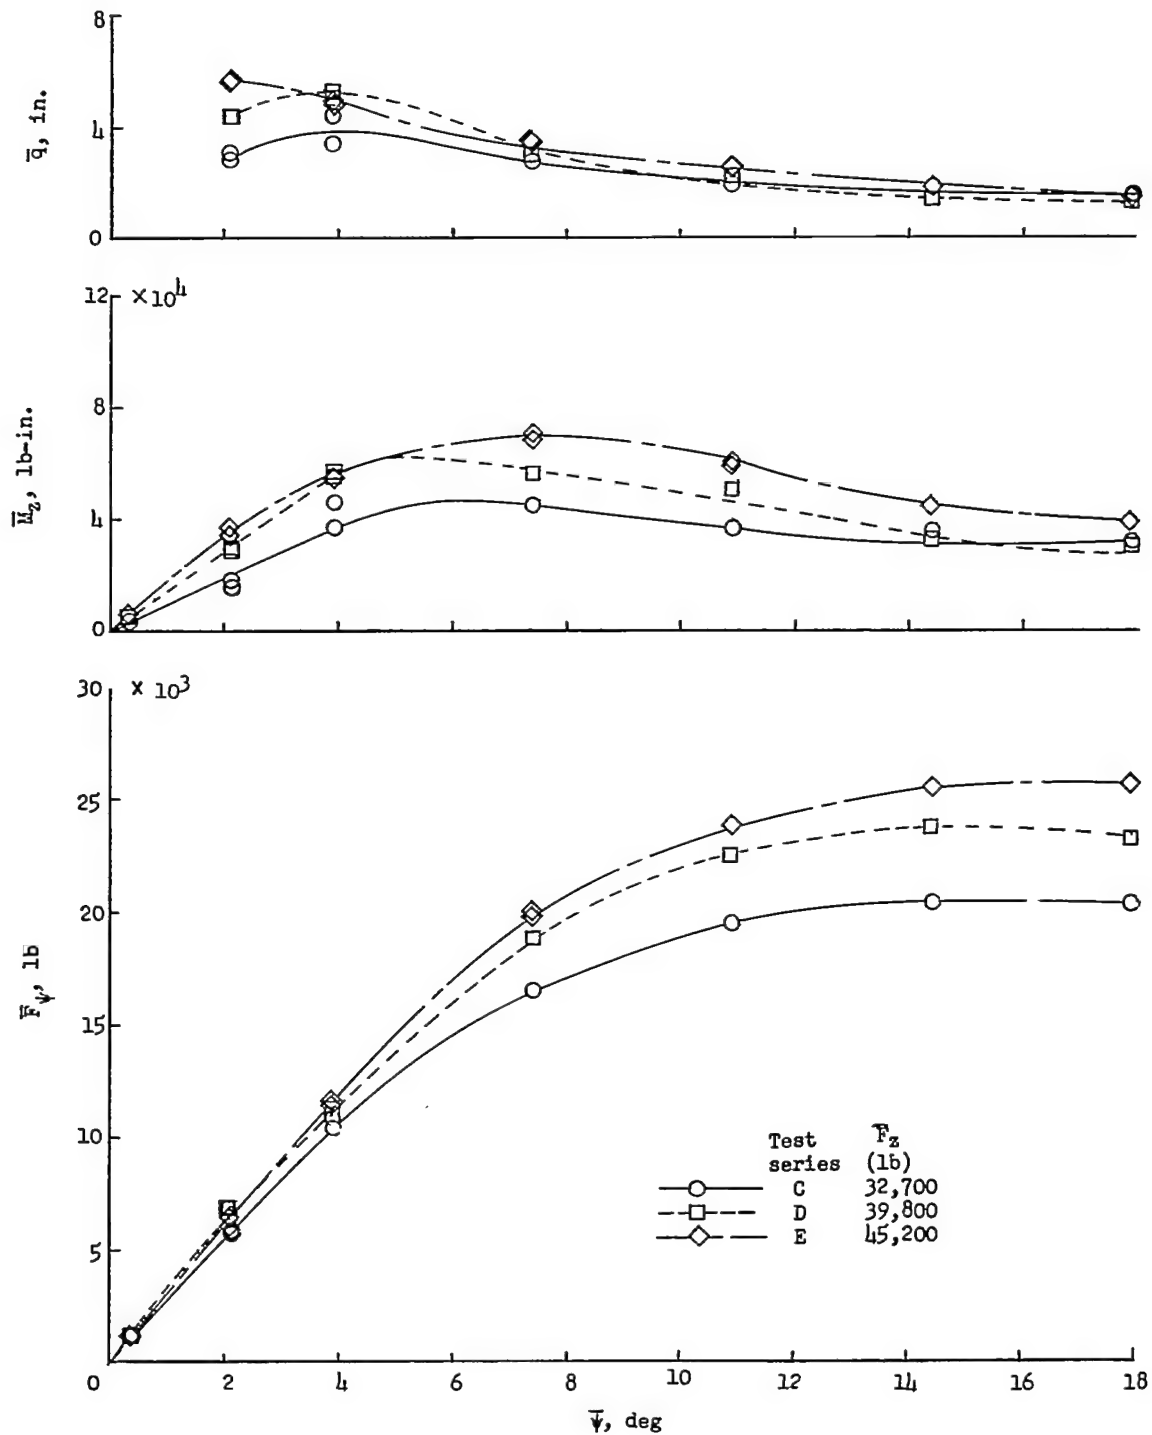 8
4
0
q̅, in.
12 × 10⁴
8
4
0
M̅z, lb-in.
30 × 10³
25
20
15
10
5
F̅ψ, lb
Test series F̅z (lb)
C 32,700
D 39,800
E 45,200
0 2 4 6 8 10 12 14 16 18
ψ̅, deg